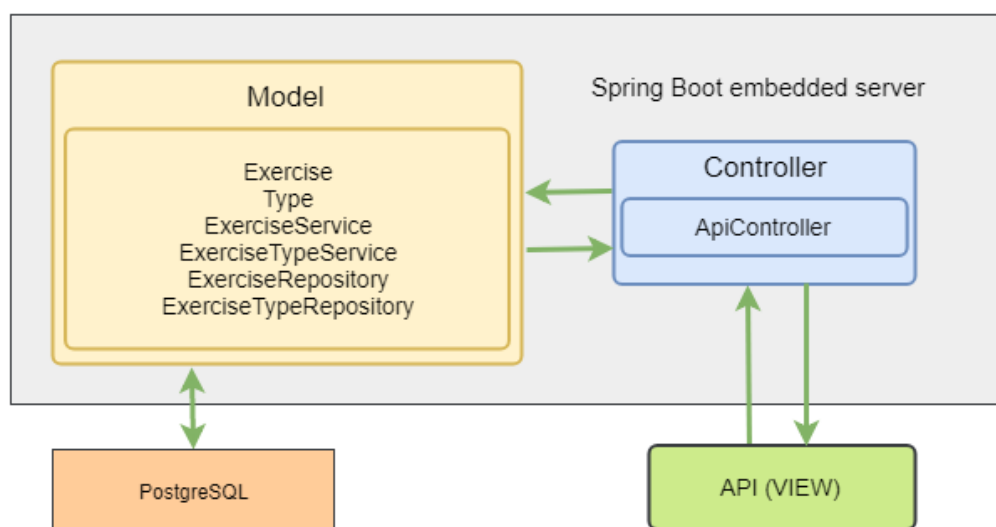 Model
Exercise
Type
ExerciseService
ExerciseTypeService
ExerciseRepository
ExerciseTypeRepository
Spring Boot embedded server
Controller
ApiController
PostgreSQL
API (VIEW)